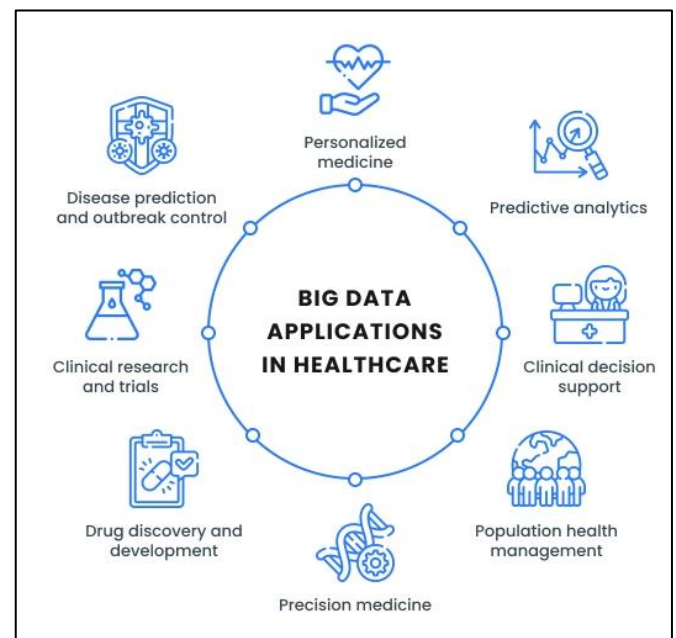 BIG DATA
APPLICATIONS
IN HEALTHCARE
Personalized
medicine
Predictive analytics
Clinical decision
support
Population health
management
Precision medicine
Drug discovery and
development
Clinical research
and trials
Disease prediction
and outbreak control